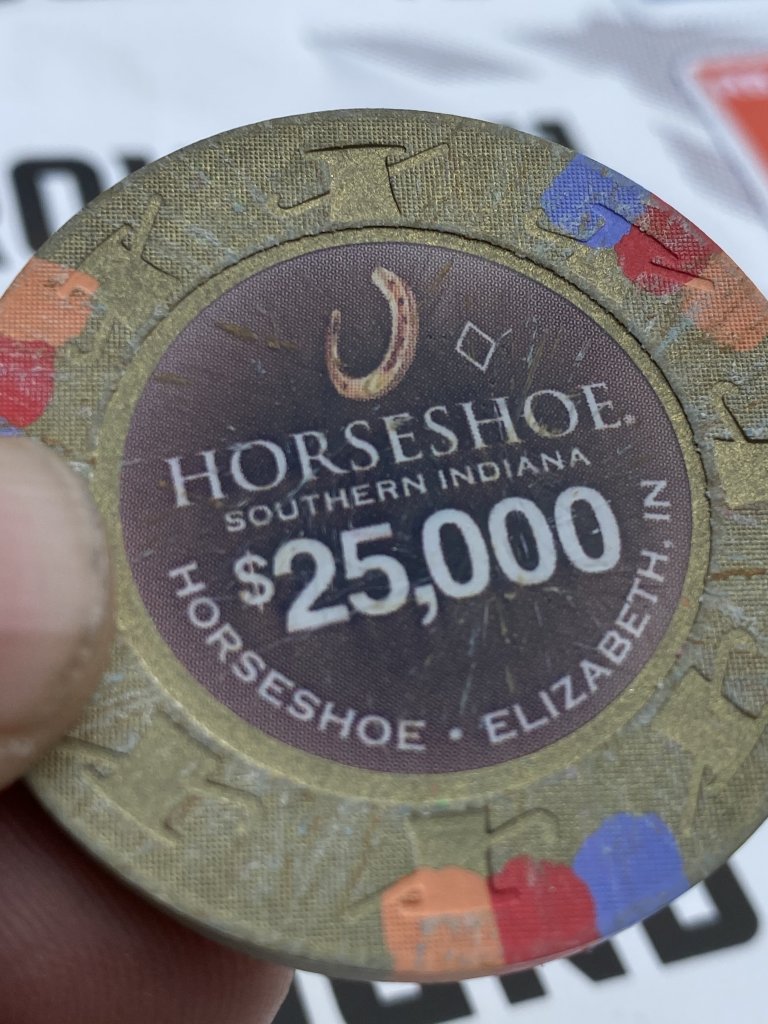 HORSESHOE®
SOUTHERN INDIANA
$25,000
HORSESHOE • ELIZABETH, IN